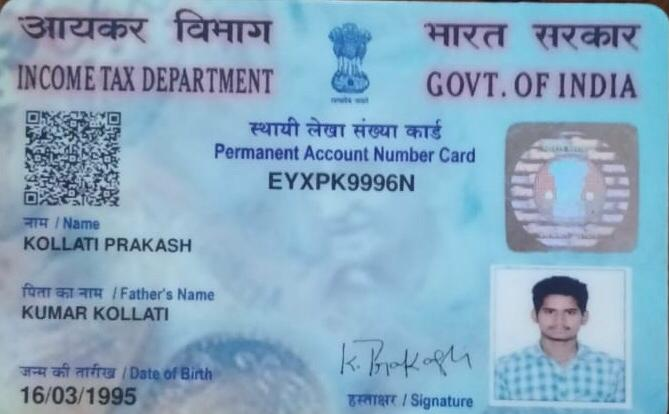 आयकर विभाग
INCOME TAX DEPARTMENT
भारत सरकार
GOVT. OF INDIA
सत्यमेव जयते
स्थायी लेखा संख्या कार्ड
Permanent Account Number Card
EYXPK9996N
नाम / Name
KOLLATI PRAKASH
पिता का नाम / Father's Name
KUMAR KOLLATI
जन्म की तारीख / Date of Birth
16/03/1995
K. Prakash
हस्ताक्षर / Signature